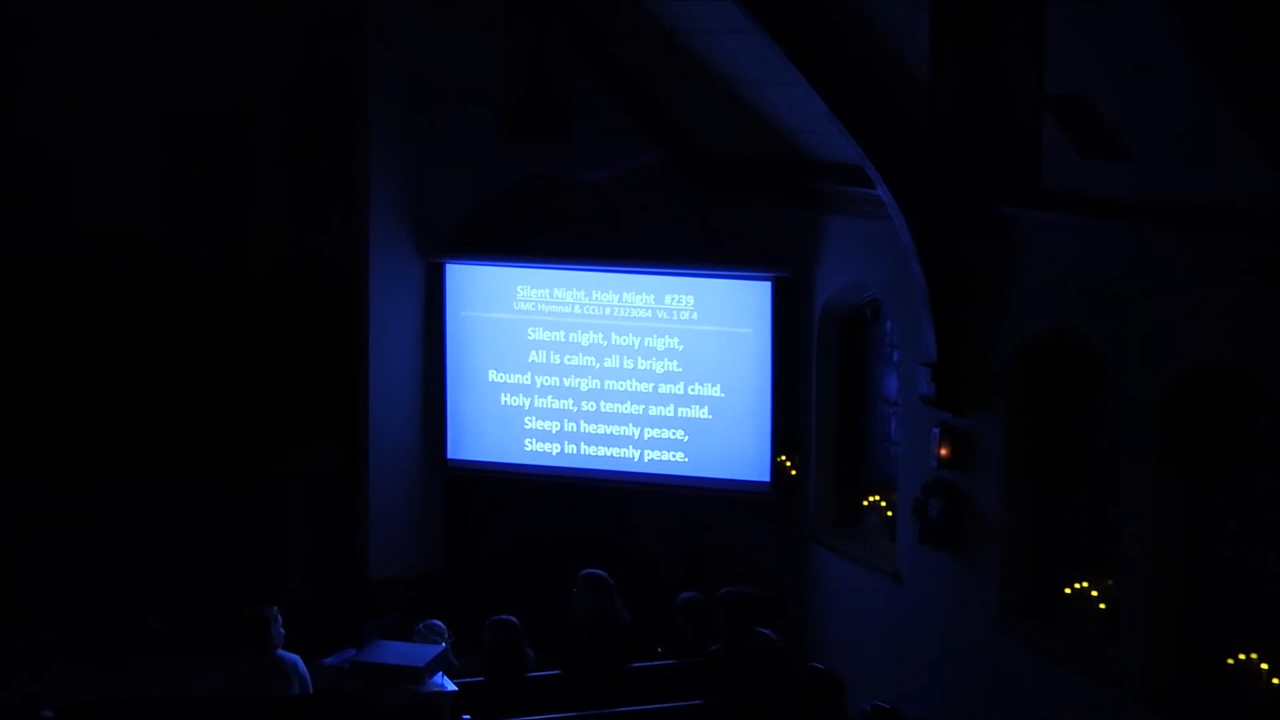 Silent Night, Holy Night #239
UMC Hymnal & CCLI # 2323064 Vs. 1 Of 4
Silent night, holy night,
All is calm, all is bright.
Round yon virgin mother and child.
Holy infant, so tender and mild.
Sleep in heavenly peace,
Sleep in heavenly peace.